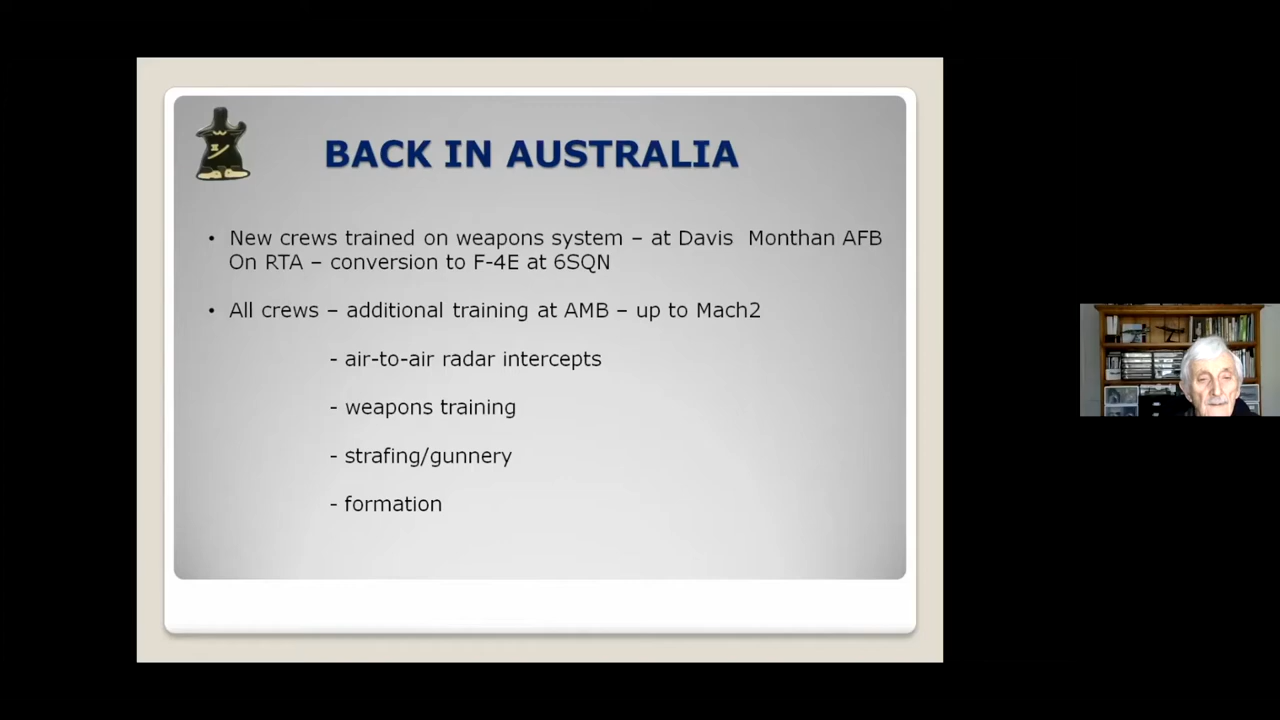 BACK IN AUSTRALIA
• New crews trained on weapons system – at Davis Monthan AFB
On RTA – conversion to F-4E at 6SQN
• All crews – additional training at AMB – up to Mach2
- air-to-air radar intercepts
- weapons training
- strafing/gunnery
- formation